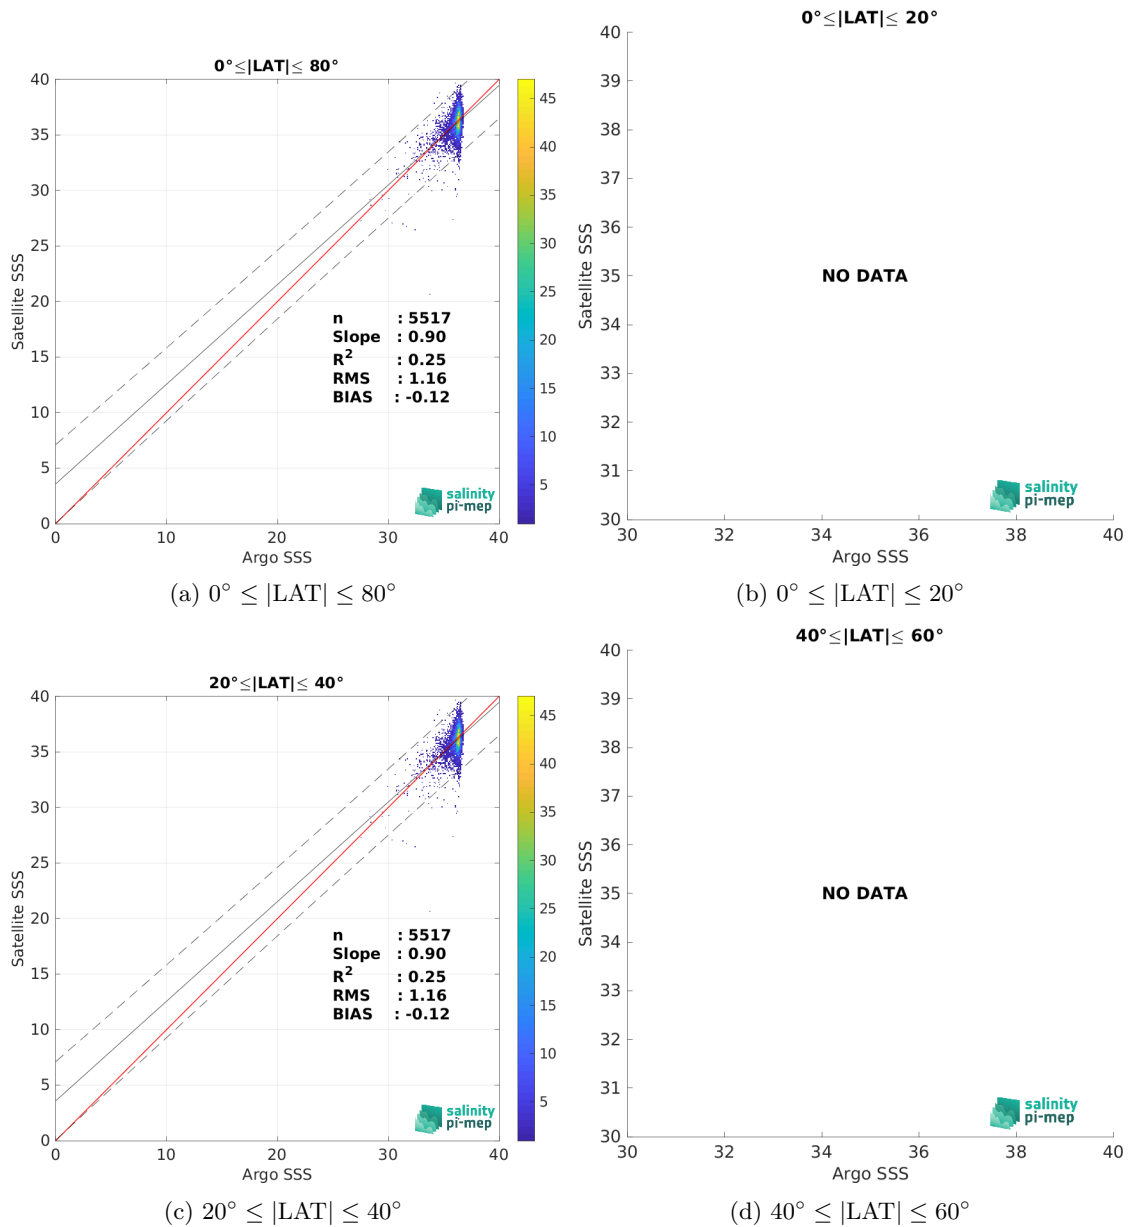 0°≤|LAT|≤ 80°
40
35
30
25
20
15
10
5
0
Satellite SSS
0
10
20
30
40
Argo SSS
n : 5517
Slope : 0.90
R² : 0.25
RMS : 1.16
BIAS : -0.12
salinity
pi-mep
45
40
35
30
25
20
15
10
5
(a) 0° ≤ |LAT| ≤ 80°
0°≤|LAT|≤ 20°
40
39
38
37
36
35
34
33
32
31
30
Satellite SSS
NO DATA
salinity
pi-mep
30
32
34
36
38
40
Argo SSS
(b) 0° ≤ |LAT| ≤ 20°
20°≤|LAT|≤ 40°
40
35
30
25
20
15
10
5
0
Satellite SSS
0
10
20
30
40
Argo SSS
n : 5517
Slope : 0.90
R² : 0.25
RMS : 1.16
BIAS : -0.12
salinity
pi-mep
45
40
35
30
25
20
15
10
5
(c) 20° ≤ |LAT| ≤ 40°
40°≤|LAT|≤ 60°
40
39
38
37
36
35
34
33
32
31
30
Satellite SSS
NO DATA
salinity
pi-mep
30
32
34
36
38
40
Argo SSS
(d) 40° ≤ |LAT| ≤ 60°